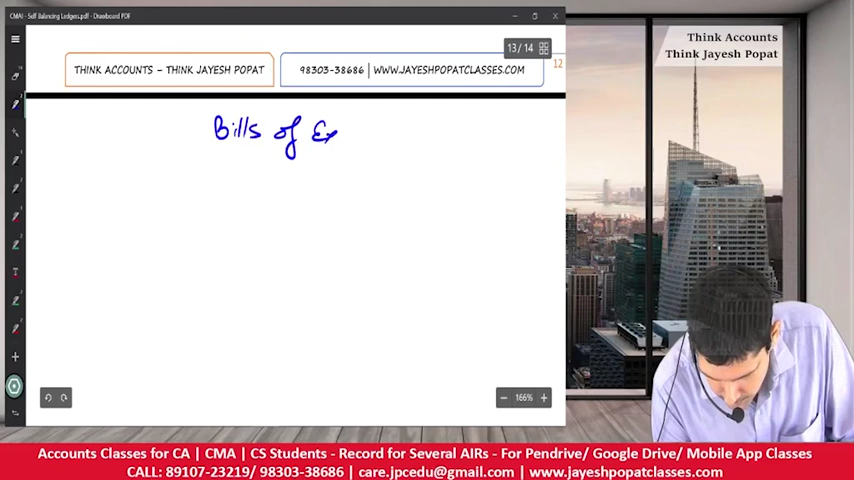 CMAI - Self Balancing Ledgers.pdf - Drawboard PDF
13/14
12
THINK ACCOUNTS – THINK JAYESH POPAT
98303-38686 | WWW.JAYESHPOPATCLASSES.COM
Bills of Ex
166%
Think Accounts
Think Jayesh Popat
Accounts Classes for CA | CMA | CS Students - Record for Several AIRs - For Pendrive/ Google Drive/ Mobile App Classes
CALL: 89107-23219/ 98303-38686 | care.jpcedu@gmail.com | www.jayeshpopatclasses.com